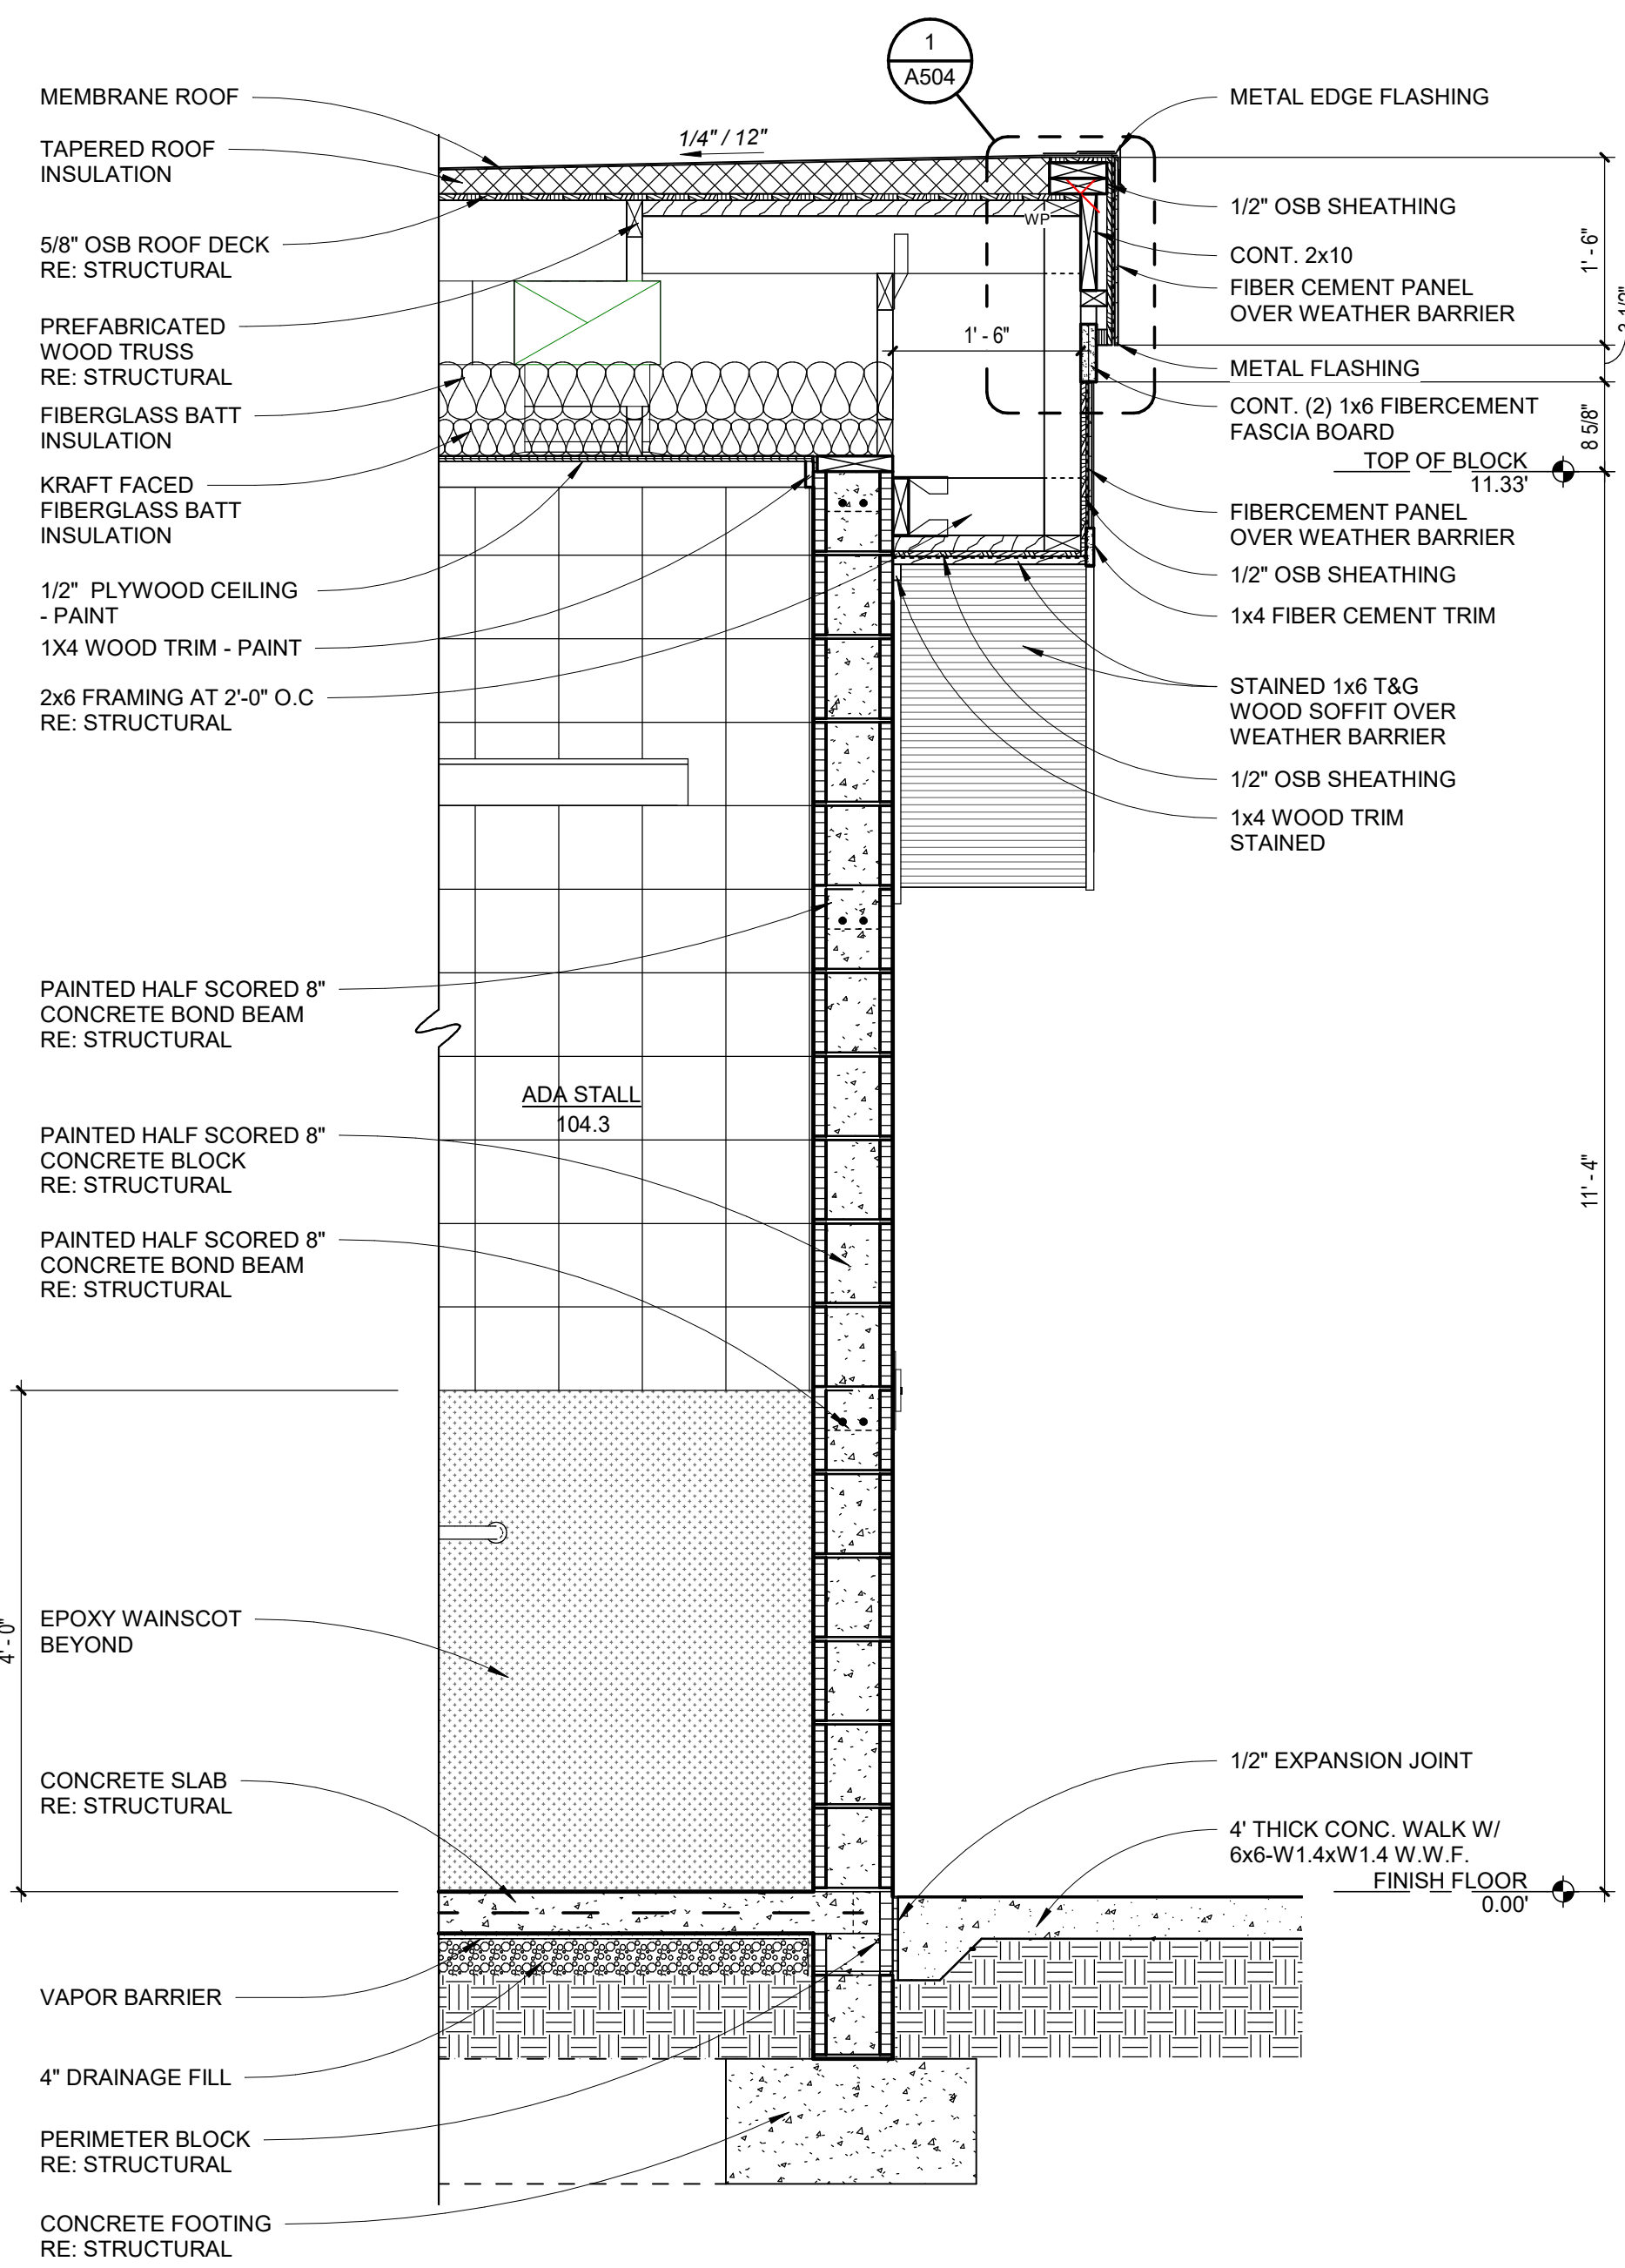 1
A504
MEMBRANE ROOF
TAPERED ROOF
INSULATION
5/8" OSB ROOF DECK
RE: STRUCTURAL
PREFABRICATED
WOOD TRUSS
RE: STRUCTURAL
FIBERGLASS BATT
INSULATION
KRAFT FACED
FIBERGLASS BATT
INSULATION
1/2"  PLYWOOD CEILING
- PAINT
1X4 WOOD TRIM - PAINT
2x6 FRAMING AT 2'-0" O.C
RE: STRUCTURAL
PAINTED HALF SCORED 8"
CONCRETE BOND BEAM
RE: STRUCTURAL
PAINTED HALF SCORED 8"
CONCRETE BLOCK
RE: STRUCTURAL
PAINTED HALF SCORED 8"
CONCRETE BOND BEAM
RE: STRUCTURAL
4' - 0"
EPOXY WAINSCOT
BEYOND
CONCRETE SLAB
RE: STRUCTURAL
VAPOR BARRIER
4" DRAINAGE FILL
PERIMETER BLOCK
RE: STRUCTURAL
CONCRETE FOOTING
RE: STRUCTURAL
1/4" / 12"
WP
1' - 6"
ADA STALL
104.3
METAL EDGE FLASHING
1/2" OSB SHEATHING
CONT. 2x10
FIBER CEMENT PANEL
OVER WEATHER BARRIER
METAL FLASHING
CONT. (2) 1x6 FIBERCEMENT
FASCIA BOARD
TOP OF BLOCK
11.33'
FIBERCEMENT PANEL
OVER WEATHER BARRIER
1/2" OSB SHEATHING
1x4 FIBER CEMENT TRIM
STAINED 1x6 T&G
WOOD SOFFIT OVER
WEATHER BARRIER
1/2" OSB SHEATHING
1x4 WOOD TRIM
STAINED
1/2" EXPANSION JOINT
4' THICK CONC. WALK W/
6x6-W1.4xW1.4 W.W.F.
FINISH FLOOR
0.00'
1' - 6"
8 5/8"
11' - 4"